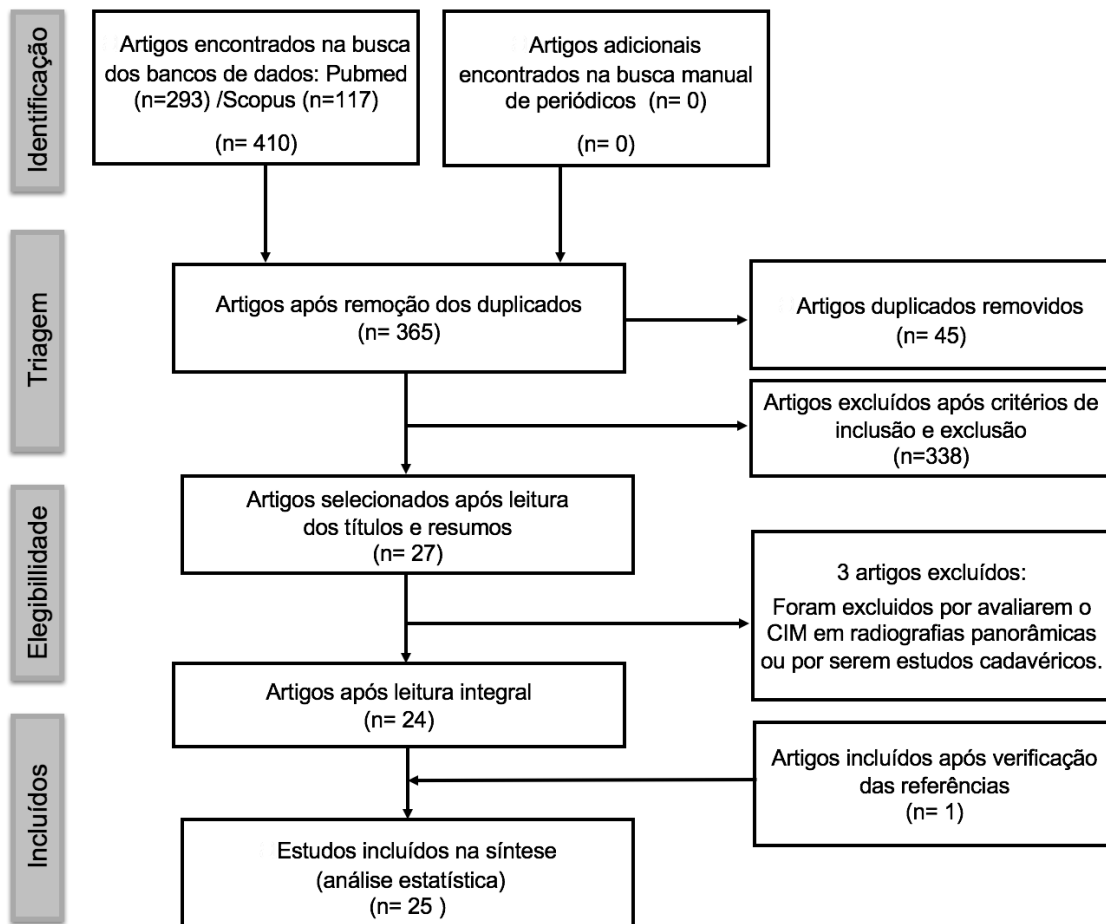 Identificação
Artigos encontrados na busca
dos bancos de dados: Pubmed
(n=293) /Scopus (n=117)
(n= 410)
Artigos adicionais
encontrados na busca manual
de periódicos (n= 0)
(n= 0)
Triagem
Artigos após remoção dos duplicados
(n= 365)
Artigos duplicados removidos
(n= 45)
Artigos excluídos após critérios de
inclusão e exclusão
(n=338)
Elegibillidade
Artigos selecionados após leitura
dos títulos e resumos
(n= 27)
3 artigos excluídos:
Foram excluidos por avaliarem o
CIM em radiografias panorâmicas
ou por serem estudos cadavéricos.
Artigos após leitura integral
(n= 24)
Incluídos
Artigos incluídos após verificação
das referências
(n= 1)
Estudos incluídos na síntese
(análise estatística)
(n= 25 )